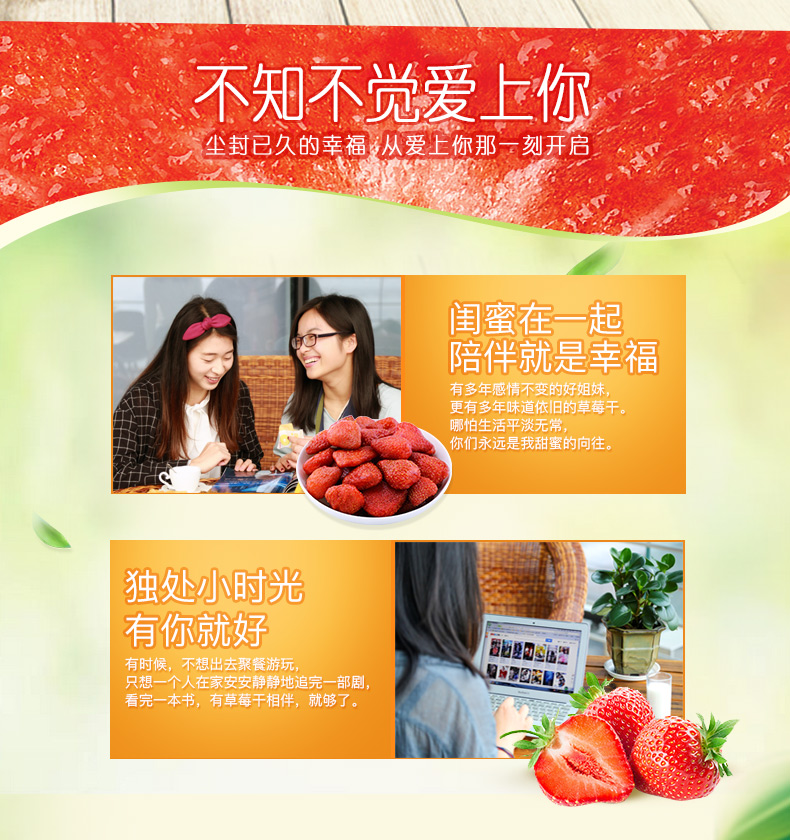 不知不觉爱上你
尘封已久的幸福,从爱上你那一刻开启
闺蜜在一起
陪伴就是幸福
有多年感情不变的好姐妹，
更有多年味道依旧的草莓干。
哪怕生活平淡无常，
你们永远是我甜蜜的向往。
独处小时光
有你就好
有时候，不想出去聚餐游玩，
只想一个人在家安安静静地追完一部剧，
看完一本书，有草莓干相伴，就够了。